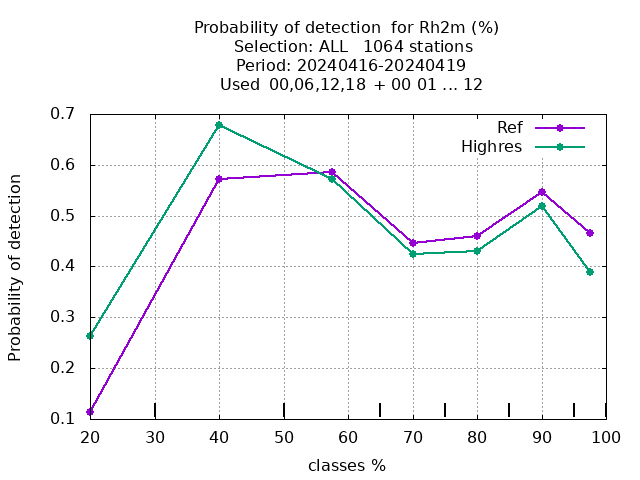 Probability of detection  for Rh2m (%)
Selection: ALL   1064 stations
Period: 20240416-20240419
Used  00,06,12,18  + 00 01 ... 12
Ref
Highres
Probability of detection
0.7
0.6
0.5
0.4
0.3
0.2
0.1
20 30 40 50 60 70 80 90 100
classes %